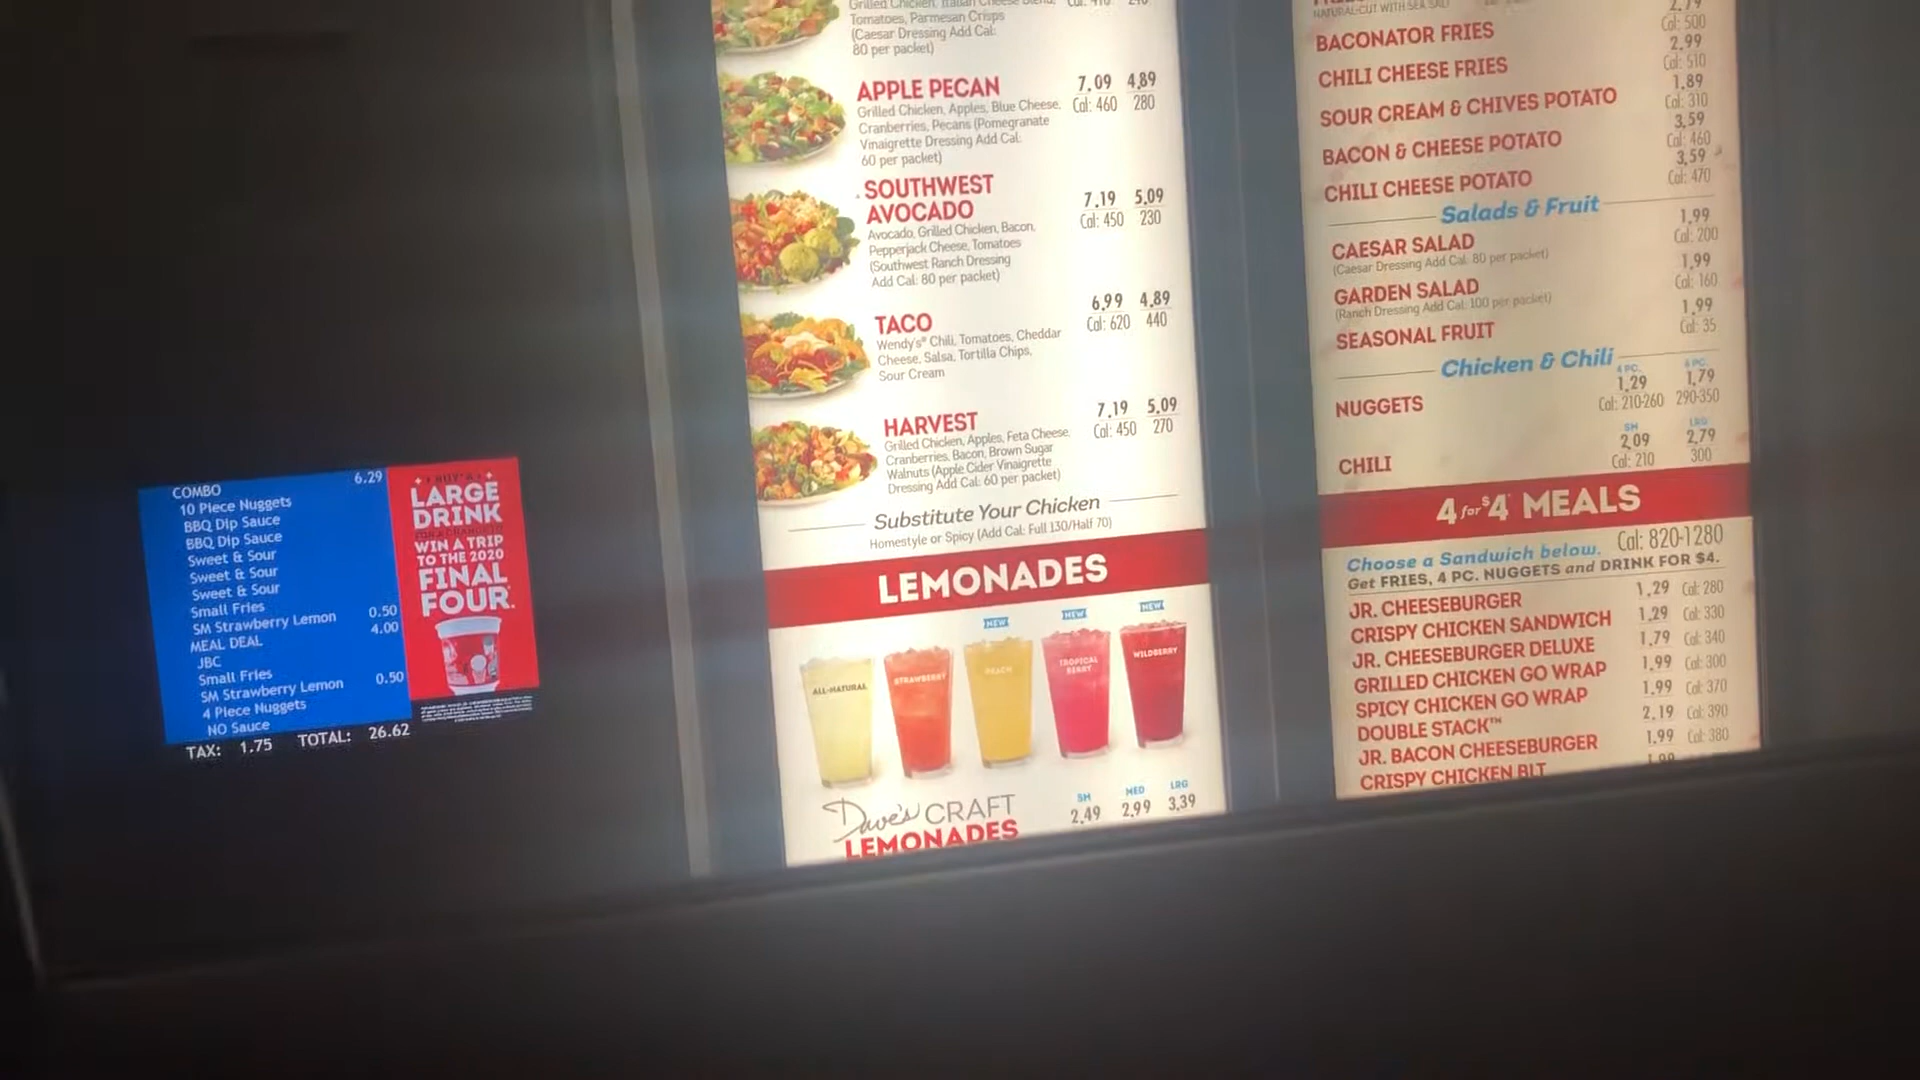 COMBO 6.29
10 Piece Nuggets
BBQ Dip Sauce
BBQ Dip Sauce
Sweet & Sour
Sweet & Sour
Sweet & Sour
Small Fries
SM Strawberry Lemon 0.50
MEAL DEAL 4.00
JBC
Small Fries
SM Strawberry Lemon 0.50
4 Piece Nuggets
NO Sauce
TAX: 1.75 TOTAL: 26.62
BUY A
LARGE
DRINK
WIN A TRIP
TO THE 2020
FINAL
FOUR.
Grilled Chicken, Italian Cheese Blend,
Tomatoes, Parmesan Crisps
(Caesar Dressing Add Cal:
80 per packet)
APPLE PECAN 7.09 4.89
Grilled Chicken, Apples, Blue Cheese, Cal: 460 280
Cranberries, Pecans (Pomegranate
Vinaigrette Dressing Add Cal:
60 per packet)
SOUTHWEST
AVOCADO 7.19 5.09
Avocado, Grilled Chicken, Bacon, Cal: 450 230
Pepperjack Cheese, Tomatoes
(Southwest Ranch Dressing
Add Cal: 80 per packet)
TACO 6.99 4.89
Wendy's® Chili, Tomatoes, Cheddar Cal: 620 440
Cheese, Salsa, Tortilla Chips,
Sour Cream
HARVEST 7.19 5.09
Grilled Chicken, Apples, Feta Cheese, Cal: 450 270
Cranberries, Bacon, Brown Sugar
Walnuts (Apple Cider Vinaigrette
Dressing Add Cal: 60 per packet)
Substitute Your Chicken
Homestyle or Spicy (Add Cal: Full 130/Half 70)
LEMONADES
NEW NEW NEW
ALL-NATURAL STRAWBERRY PEACH TROPICAL BERRY WILDBERRY
Dave's CRAFT
LEMONADES
SM MED LRG
2.49 2.99 3.39
NATURAL-CUT WITH SEA SALT
Cal: 500
BACONATOR FRIES 2.99
Cal: 510
CHILI CHEESE FRIES 1.89
Cal: 310
SOUR CREAM & CHIVES POTATO 3.59
Cal: 460
BACON & CHEESE POTATO 3.59
Cal: 470
CHILI CHEESE POTATO
Salads & Fruit
1.99
CAESAR SALAD Cal: 200
(Caesar Dressing Add Cal: 80 per packet)
1.99
GARDEN SALAD Cal: 160
(Ranch Dressing Add Cal: 100 per packet)
1.99
SEASONAL FRUIT Cal: 35
Chicken & Chili
4 PC. 6 PC.
1.29 1.79
NUGGETS Cal: 210-260 290-350
SM LRG
2.09 2.79
CHILI Cal: 210 300
4 for $4 MEALS
Choose a Sandwich below. Cal: 820-1280
Get FRIES, 4 PC. NUGGETS and DRINK FOR $4.
JR. CHEESEBURGER 1.29 Cal: 280
CRISPY CHICKEN SANDWICH 1.29 Cal: 330
JR. CHEESEBURGER DELUXE 1.79 Cal: 340
GRILLED CHICKEN GO WRAP 1.99 Cal: 300
SPICY CHICKEN GO WRAP 1.99 Cal: 370
DOUBLE STACK™ 2.19 Cal: 390
JR. BACON CHEESEBURGER 1.99 Cal: 380
CRISPY CHICKEN BLT